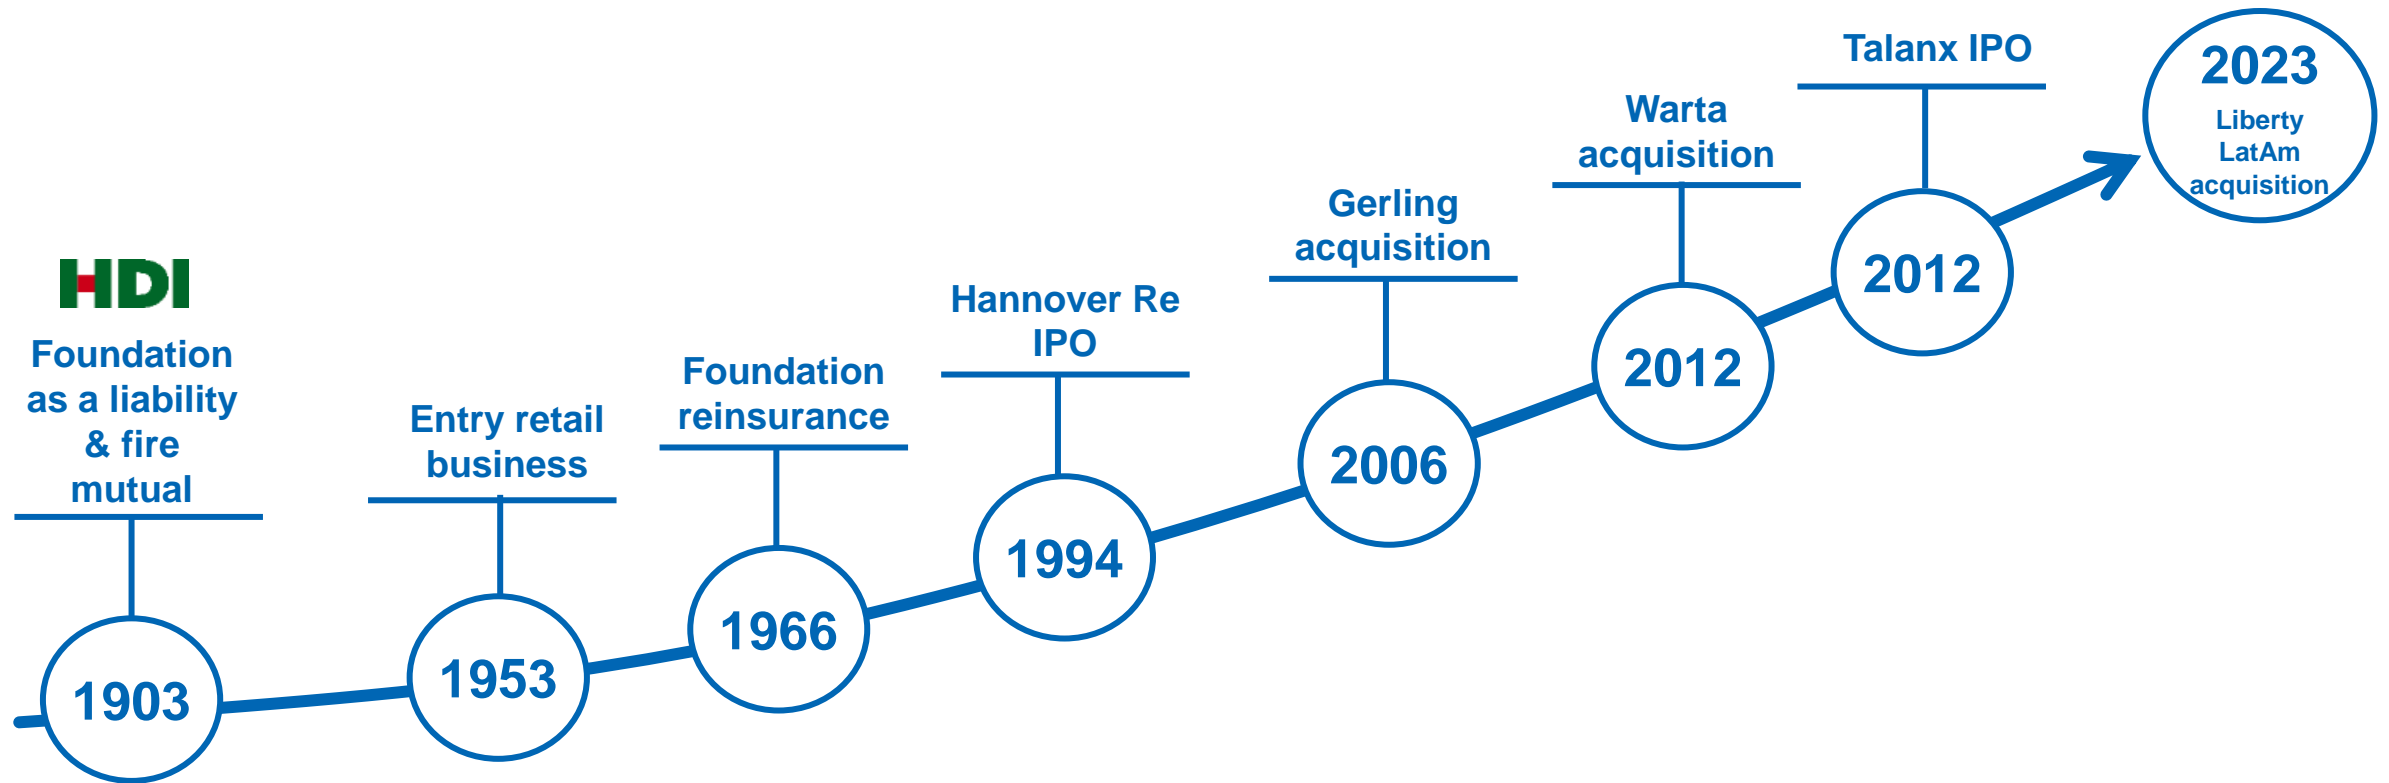 HDI
Foundation
as a liability
& fire
mutual
1903
Entry retail
business
1953
Foundation
reinsurance
1966
Hannover Re
IPO
1994
Gerling
acquisition
2006
Warta
acquisition
2012
Talanx IPO
2012
2023
Liberty
LatAm
acquisition